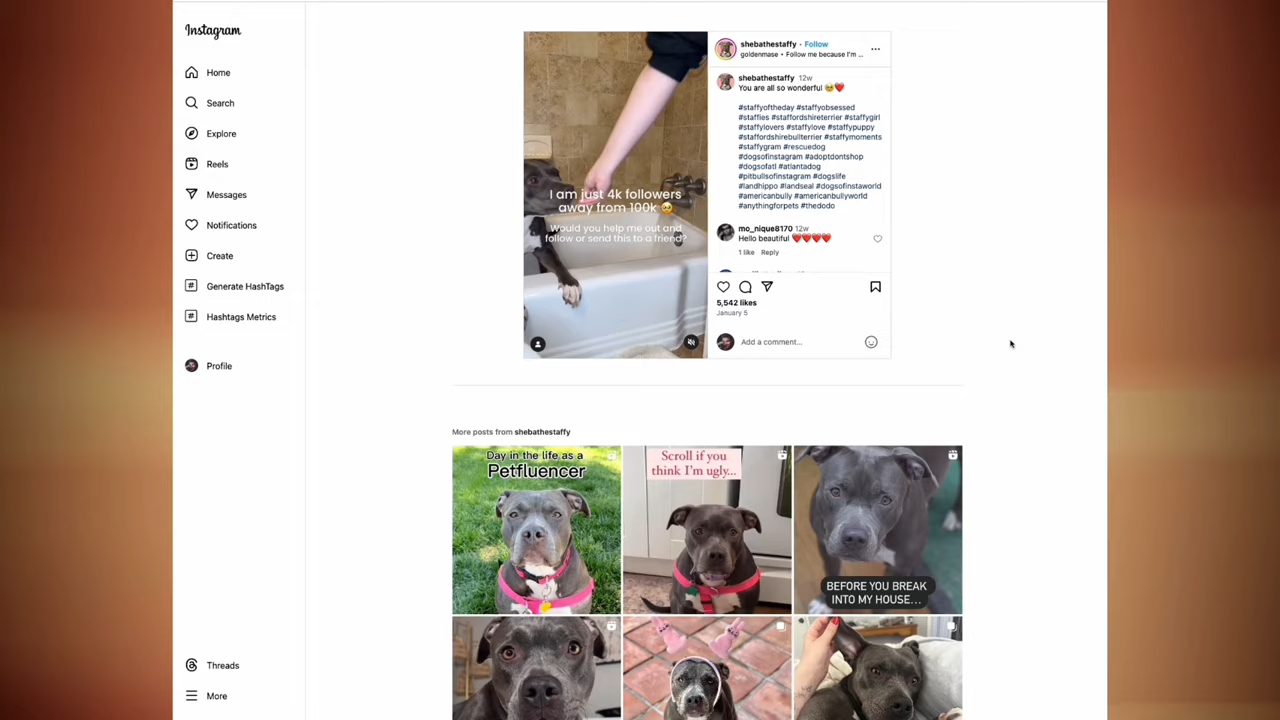 Instagram
Home
Search
Explore
Reels
Messages
Notifications
Create
# Generate HashTags
# Hashtags Metrics
Profile
Threads
More
I am just 4k followers
away from 100k 🥹
Would you help me out and
follow or send this to a friend?
shebathestaffy • Follow
goldenmase • Follow me because I'm ...
shebathestaffy 12w
You are all so wonderful 🥹❤️
#staffyoftheday #staffyobsessed
#staffies #staffordshireterrier #staffygirl
#staffylovers #staffylove #staffypuppy
#staffordshirebullterrier #staffymoments
#staffygram #rescuedog
#dogsofinstagram #adoptdontshop
#dogsofatl #atlantadog
#pitbullsofinstagram #dogslife
#landhippo #landseal #dogsofinstaworld
#americanbully #americanbullyworld
#anythingforpets #thedodo
mo_nique8170 12w
Hello beautiful ❤️❤️❤️❤️
1 like Reply
5,542 likes
January 5
Add a comment...
More posts from shebathestaffy
Day in the life as a
Petfluencer
Scroll if you
think I'm ugly...
BEFORE YOU BREAK
INTO MY HOUSE...